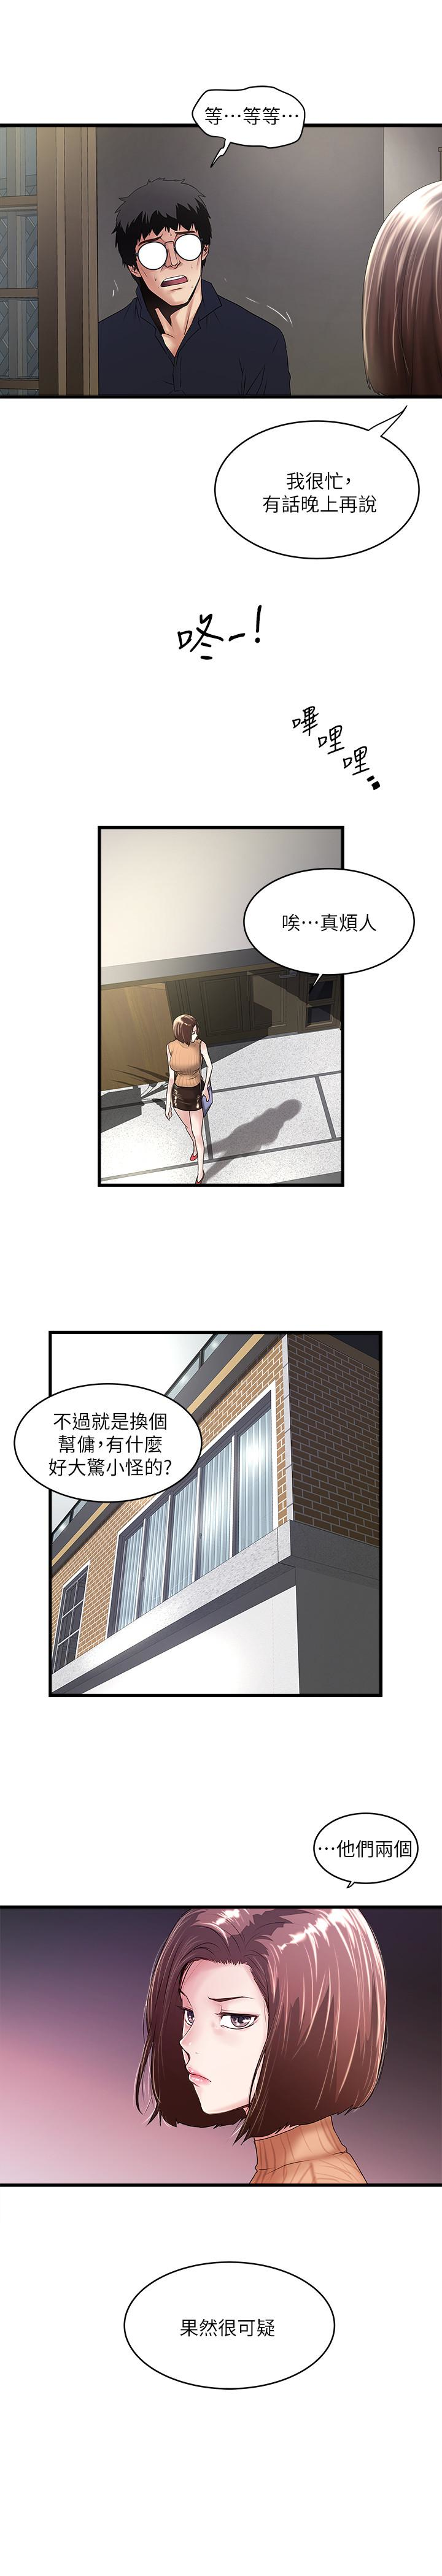 等…等等…
我很忙,
有話晚上再說
咚─!
嗶
哩
哩
唉…真煩人
不過就是換個
幫傭,有什麼
好大驚小怪的?
…他們兩個
果然很可疑